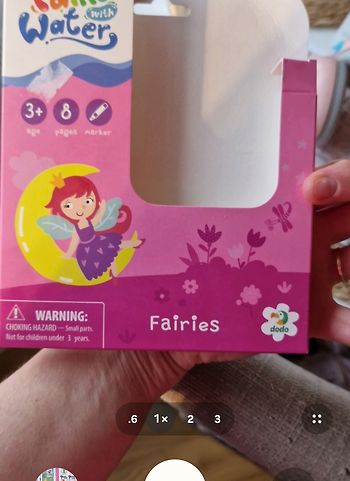 with
Water
3+ 8
age pages marker
WARNING:
CHOKING HAZARD — Small parts.
Not for children under 3 years.
Fairies
dodo
.6 1× 2 3